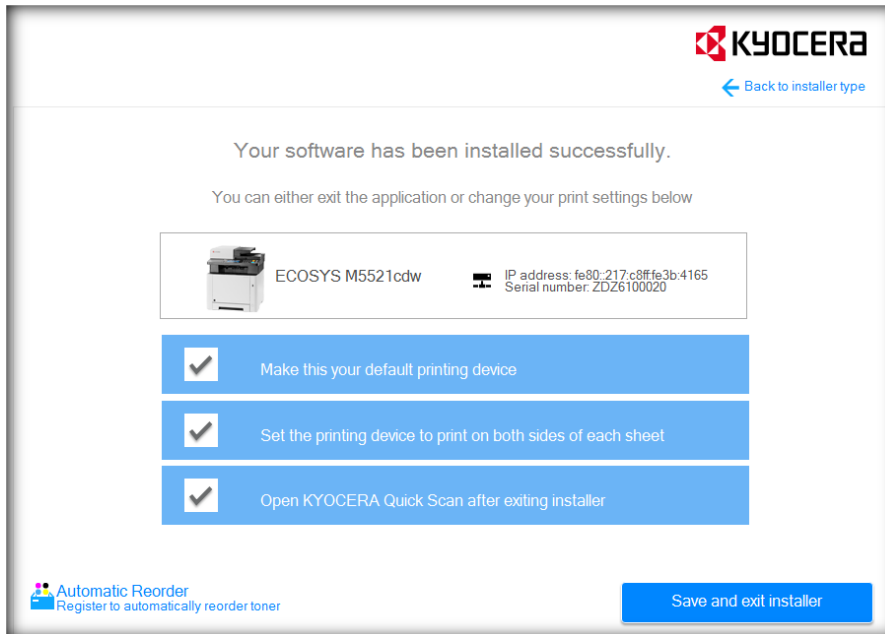 KYOCERA
Back to installer type
Your software has been installed successfully.
You can either exit the application or change your print settings below
ECOSYS M5521cdw
IP address: fe80::217:c8ff:fe3b:4165
Serial number: ZDZ6100020
Make this your default printing device
Set the printing device to print on both sides of each sheet
Open KYOCERA Quick Scan after exiting installer
Automatic Reorder
Register to automatically reorder toner
Save and exit installer